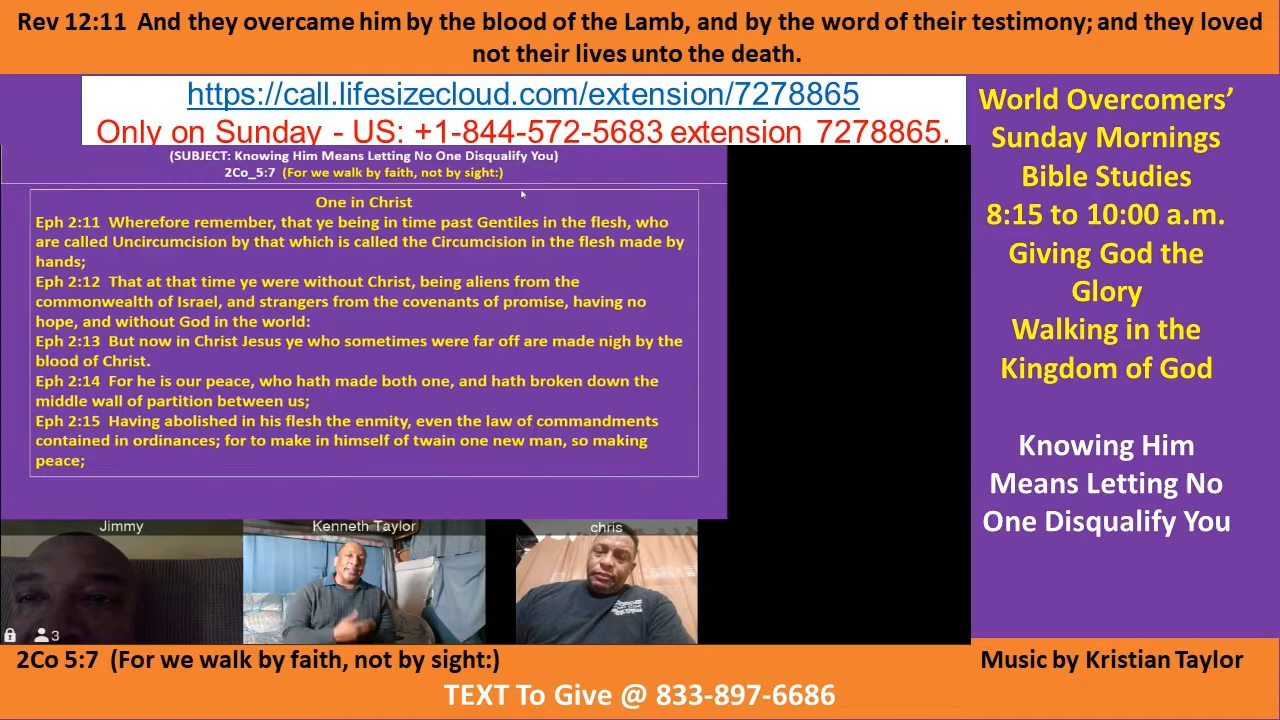 Rev 12:11  And they overcame him by the blood of the Lamb, and by the word of their testimony; and they loved
not their lives unto the death.
https://call.lifesizecloud.com/extension/7278865
Only on Sunday - US: +1-844-572-5683 extension 7278865.
(SUBJECT: Knowing Him Means Letting No One Disqualify You)
2Co_5:7  (For we walk by faith, not by sight:)
One in Christ
Eph 2:11  Wherefore remember, that ye being in time past Gentiles in the flesh, who
are called Uncircumcision by that which is called the Circumcision in the flesh made by
hands;
Eph 2:12  That at that time ye were without Christ, being aliens from the
commonwealth of Israel, and strangers from the covenants of promise, having no
hope, and without God in the world:
Eph 2:13  But now in Christ Jesus ye who sometimes were far off are made nigh by the
blood of Christ.
Eph 2:14  For he is our peace, who hath made both one, and hath broken down the
middle wall of partition between us;
Eph 2:15  Having abolished in his flesh the enmity, even the law of commandments
contained in ordinances; for to make in himself of twain one new man, so making
peace;
Jimmy
Kenneth Taylor
chris
3
World Overcomers’
Sunday Mornings
Bible Studies
8:15 to 10:00 a.m.
Giving God the
Glory
Walking in the
Kingdom of God
Knowing Him
Means Letting No
One Disqualify You
2Co 5:7  (For we walk by faith, not by sight:)
Music by Kristian Taylor
TEXT To Give @ 833-897-6686